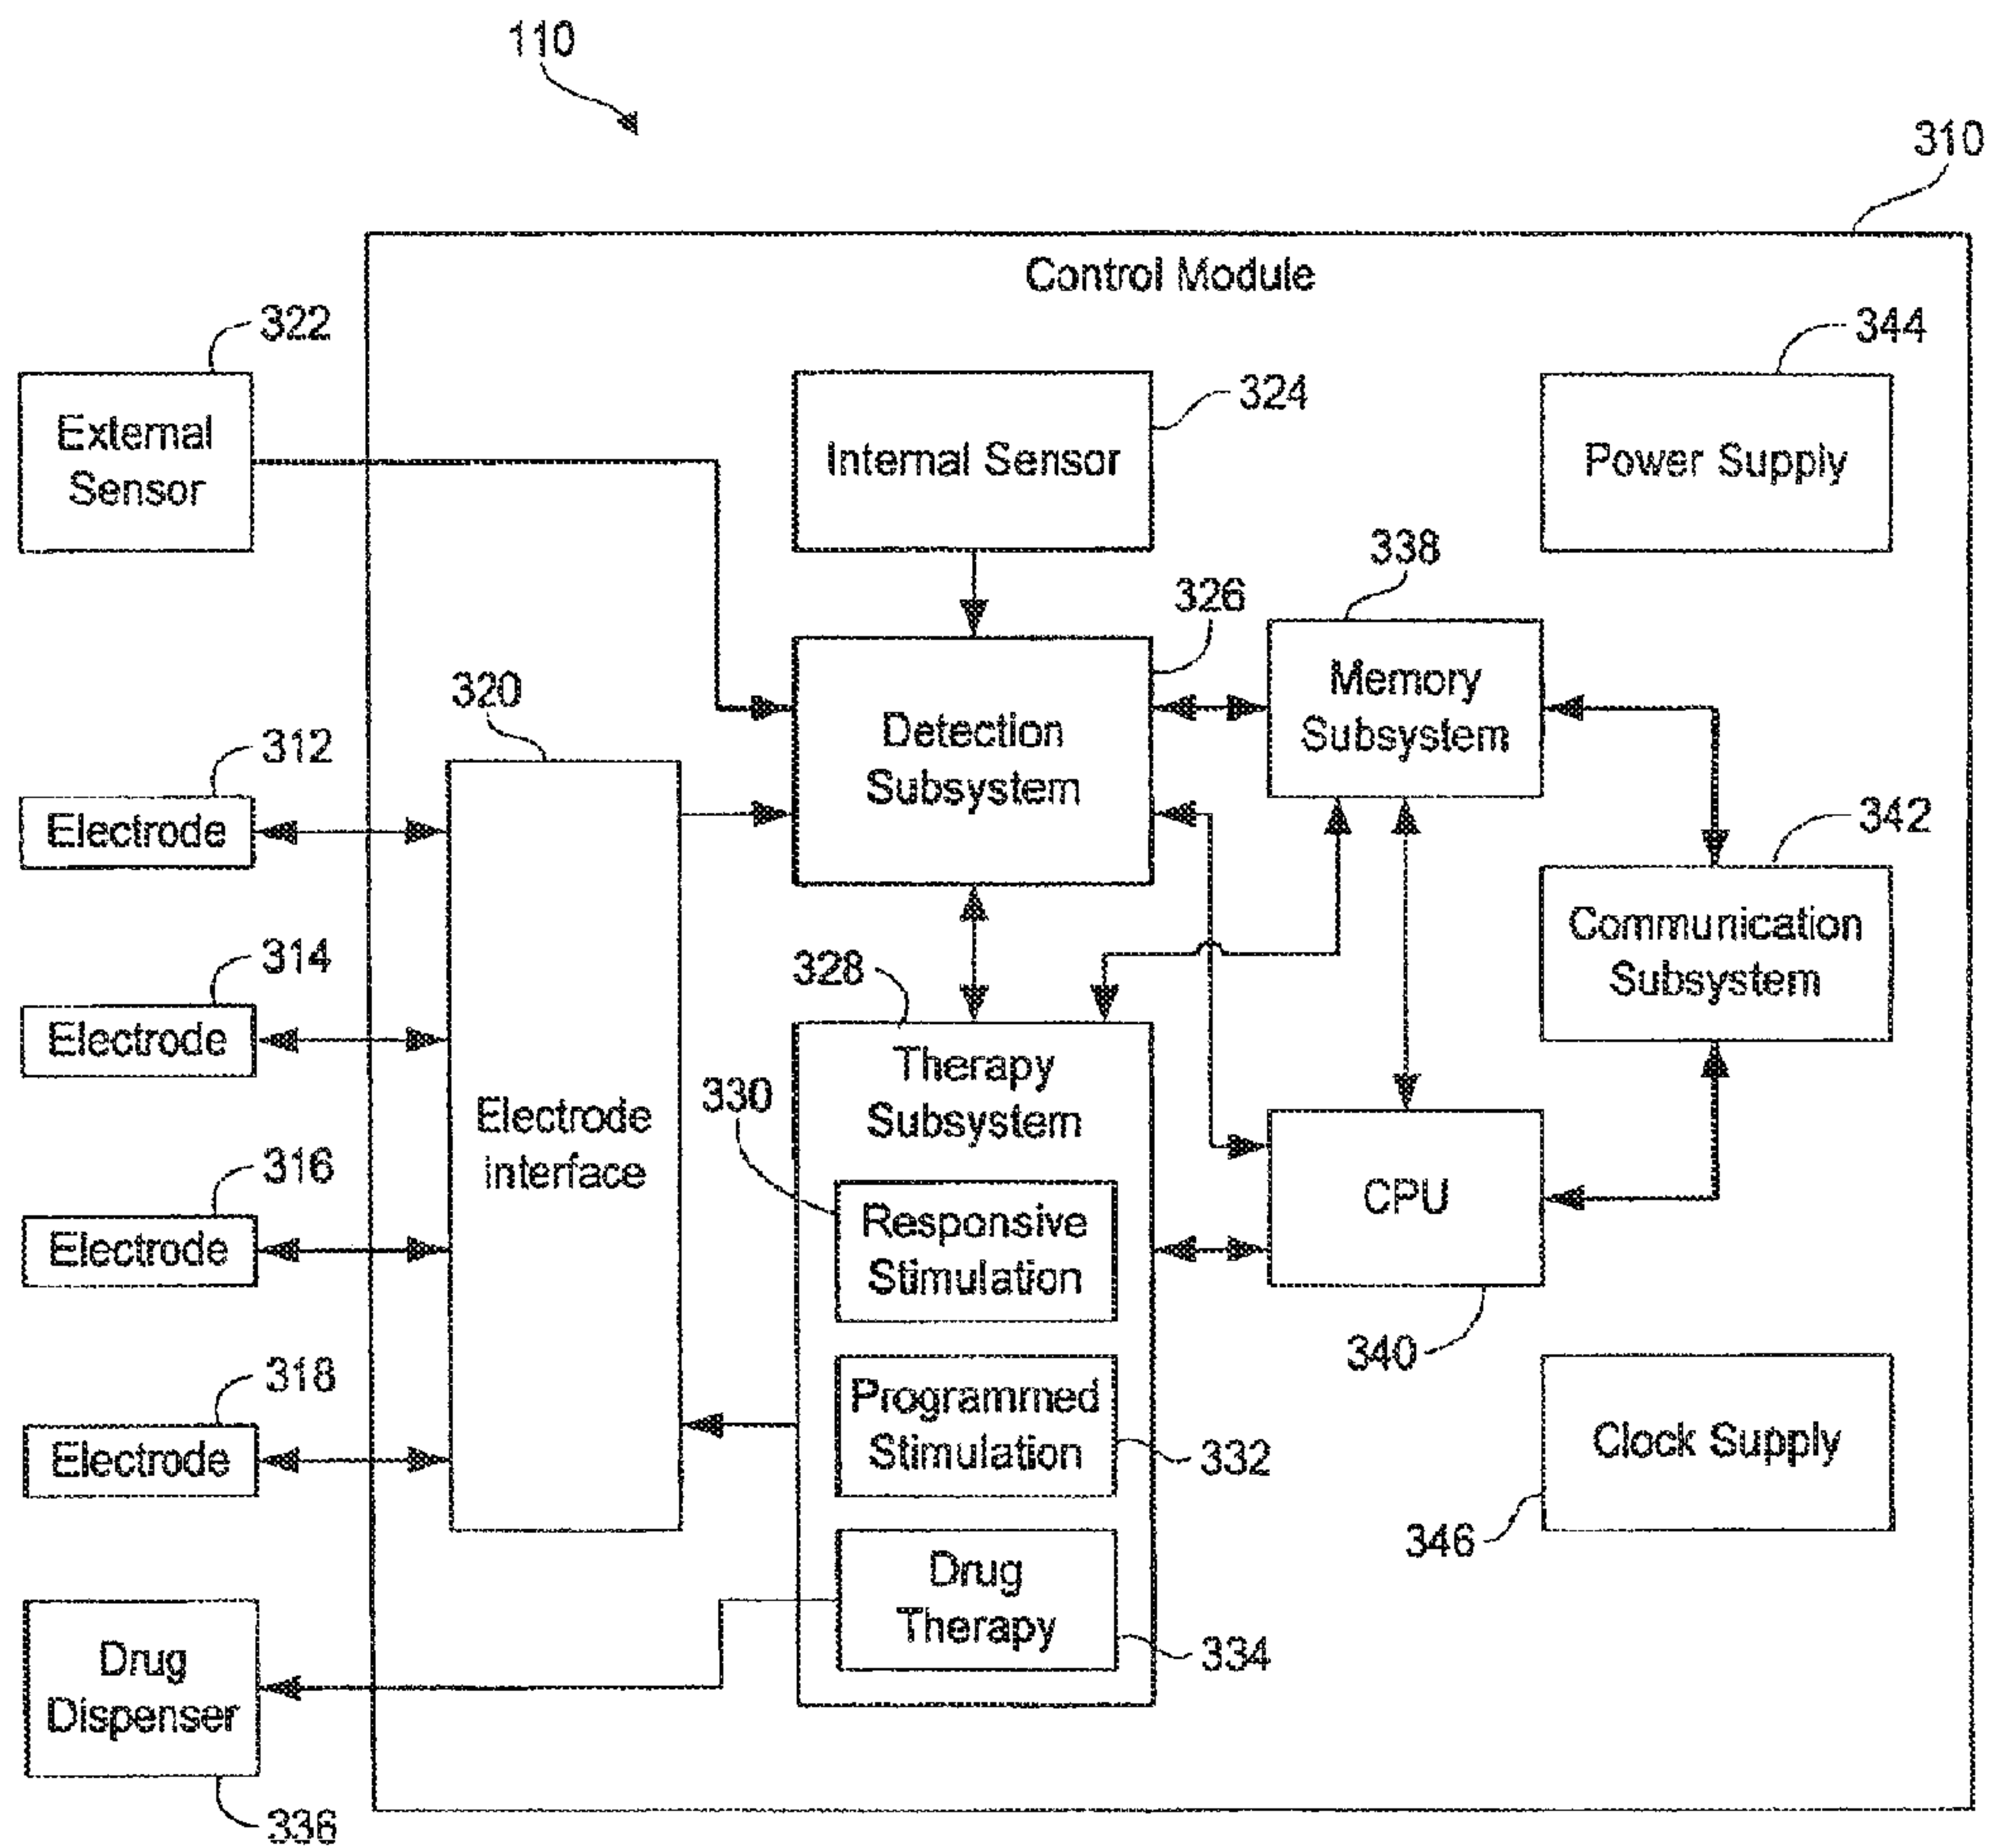 110
310
Control Module
322
344
External
Sensor
324
Internal Sensor
Power Supply
338
326
Memory
Subsystem
320
Detection
Subsystem
312
Electrode
342
Communication
Subsystem
314
Electrode
328
Therapy
Subsystem
330
Electrode
interface
316
Electrode
Responsive
Stimulation
CPU
340
318
Electrode
Programmed
Stimulation
332
Clock Supply
346
Drug
Therapy
334
Drug
Dispenser
336